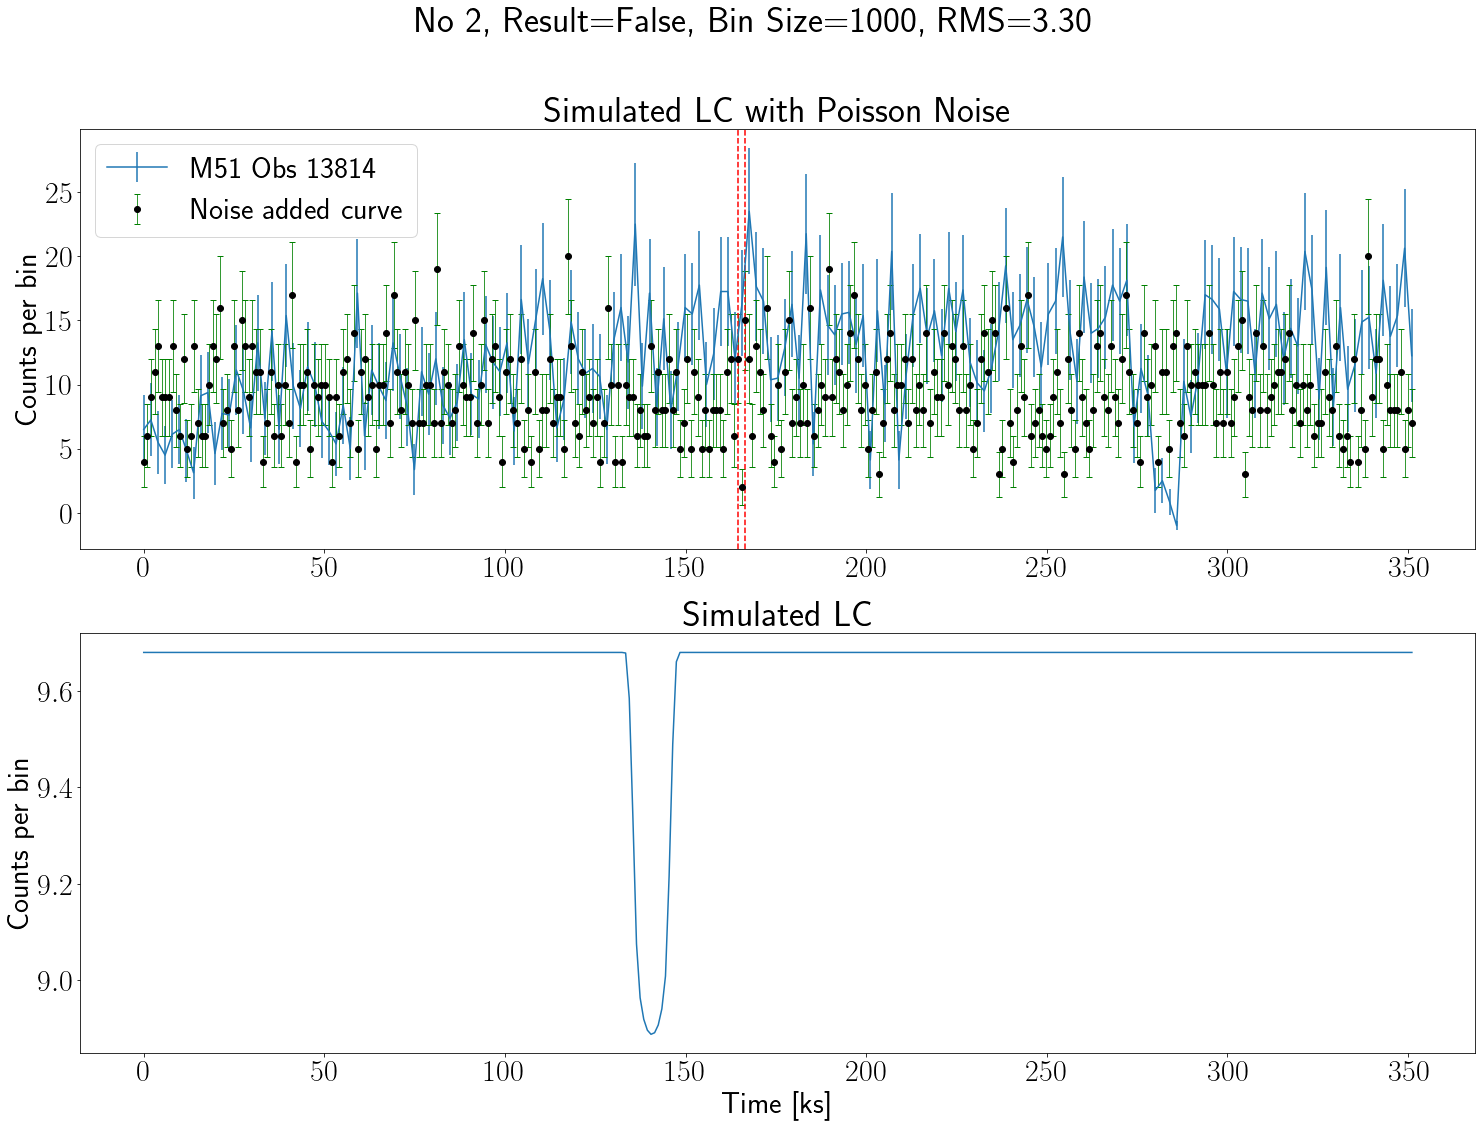 No 2, Result=False, Bin Size=1000, RMS=3.30
Simulated LC with Poisson Noise
M51 Obs 13814
Noise added curve
Counts per bin
25
20
15
10
5
0
0 50 100 150 200 250 300 350
Simulated LC
Counts per bin
9.6
9.4
9.2
9.0
0 50 100 150 200 250 300 350
Time [ks]